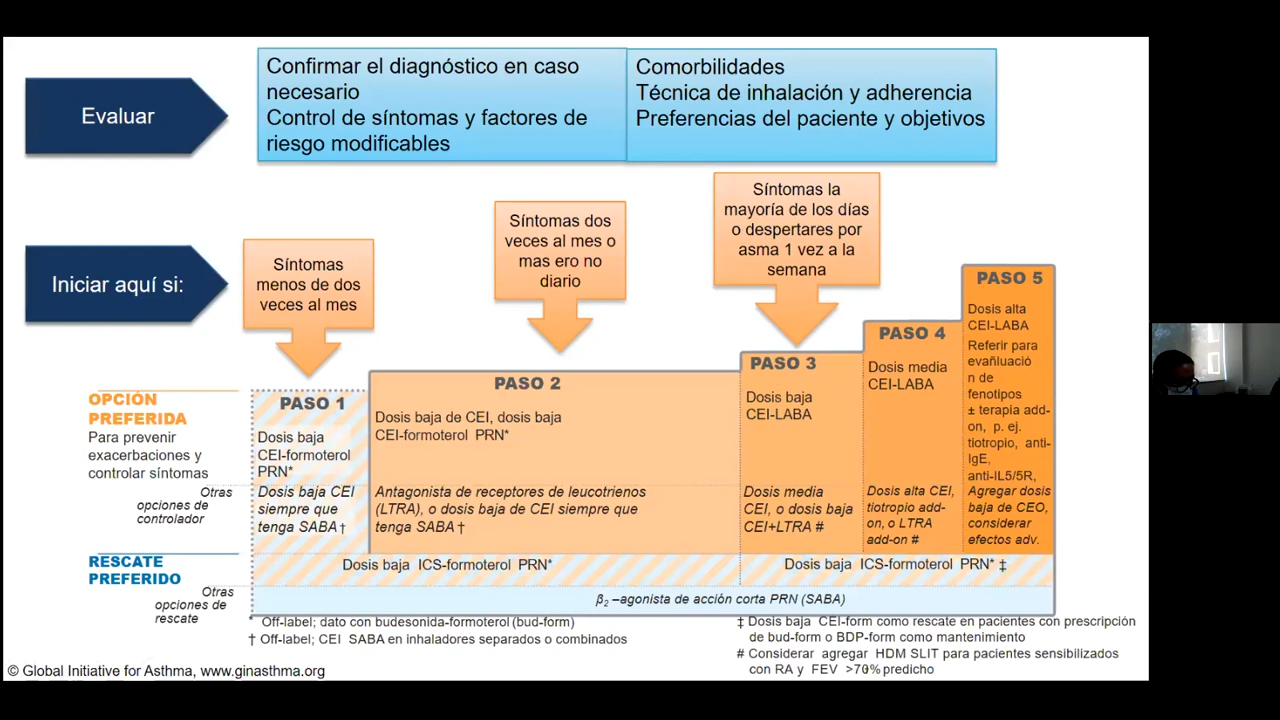 Evaluar
Confirmar el diagnóstico en caso
necesario
Control de síntomas y factores de
riesgo modificables
Comorbilidades
Técnica de inhalación y adherencia
Preferencias del paciente y objetivos
Iniciar aquí si:
Síntomas
menos de dos
veces al mes
Síntomas dos
veces al mes o
mas ero no
diario
Síntomas la
mayoría de los días
o despertares por
asma 1 vez a la
semana
OPCIÓN
PREFERIDA
Para prevenir
exacerbaciones y
controlar síntomas
PASO 1
Dosis baja
CEI-formoterol
PRN*
PASO 2
Dosis baja de CEI, dosis baja
CEI-formoterol PRN*
PASO 3
Dosis baja
CEI-LABA
PASO 4
Dosis media
CEI-LABA
PASO 5
Dosis alta
CEI-LABA
Referir para
evañluació
n de
fenotipos
± terapia add-
on, p. ej.
tiotropio, anti-
IgE,
anti-IL5/5R,
Otras
opciones de
controlador
Dosis baja CEI
siempre que
tenga SABA †
Antagonista de receptores de leucotrienos
(LTRA), o dosis baja de CEI siempre que
tenga SABA †
Dosis media
CEI, o dosis baja
CEI+LTRA #
Dosis alta CEI,
tiotropio add-
on, o LTRA
add-on #
Agregar dosis
baja de CEO,
considerar
efectos adv.
RESCATE
PREFERIDO
Dosis baja ICS-formoterol PRN*
Dosis baja ICS-formoterol PRN* ‡
Otras
opciones de
rescate
β2 –agonista de acción corta PRN (SABA)
* Off-label; dato con budesonida-formoterol (bud-form)
† Off-label; CEI SABA en inhaladores separados o combinados
‡ Dosis baja CEI-form como rescate en pacientes con prescripción
de bud-form o BDP-form como mantenimiento
# Considerar agregar HDM SLIT para pacientes sensibilizados
con RA y FEV >70% predicho
© Global Initiative for Asthma, www.ginasthma.org